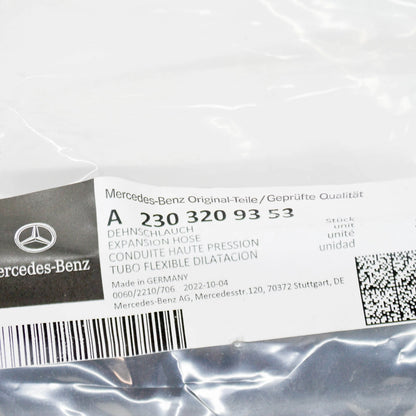 Mercedes-Benz Original-Teile/Geprüfte Qualität
A 230 320 93 53
DEHNSCHLAUCH Stück
EXPANSION HOSE unit
CONDUITE HAUTE PRESSION unité
TUBO FLEXIBLE DILATACION unidad
Made in GERMANY
0060/2210/706 2022-10-04
Mercedes-Benz AG, Mercedesstr.120, 70372 Stuttgart, DE
ercedes-Benz